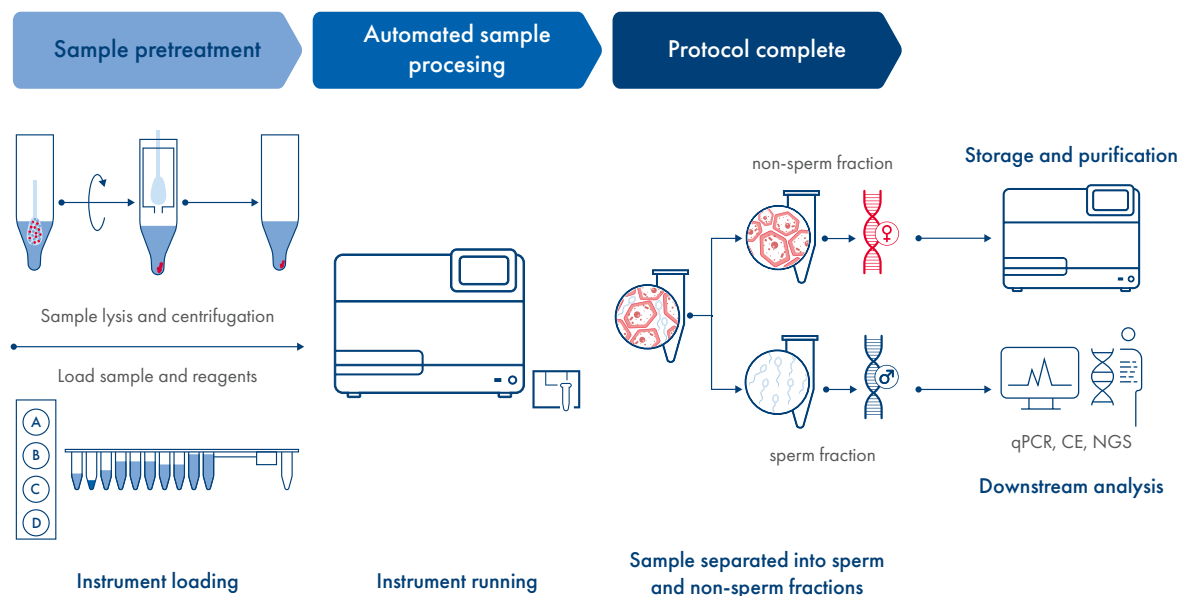 Sample pretreatment
Automated sample
procesing
Protocol complete
non-sperm fraction
Storage and purification
Sample lysis and centrifugation
Load sample and reagents
A
B
C
D
sperm fraction
qPCR, CE, NGS
Downstream analysis
Instrument loading
Instrument running
Sample separated into sperm
and non-sperm fractions